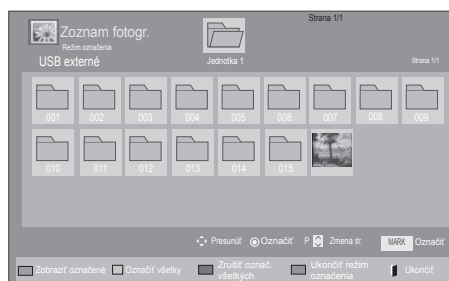 Strana 1/1
Zoznam fotogr.
Režim označenia
USB externé
Jednotka 1
Strana 1/1
001 002 003 004 005 006 007 008 009
010 011 012 013 014 015
Presunúť Označiť P Zmena str. MARK Označiť
Zobraziť označené Označiť všetky Zrušiť označ. všetkých Ukončiť režim označenia Ukončiť